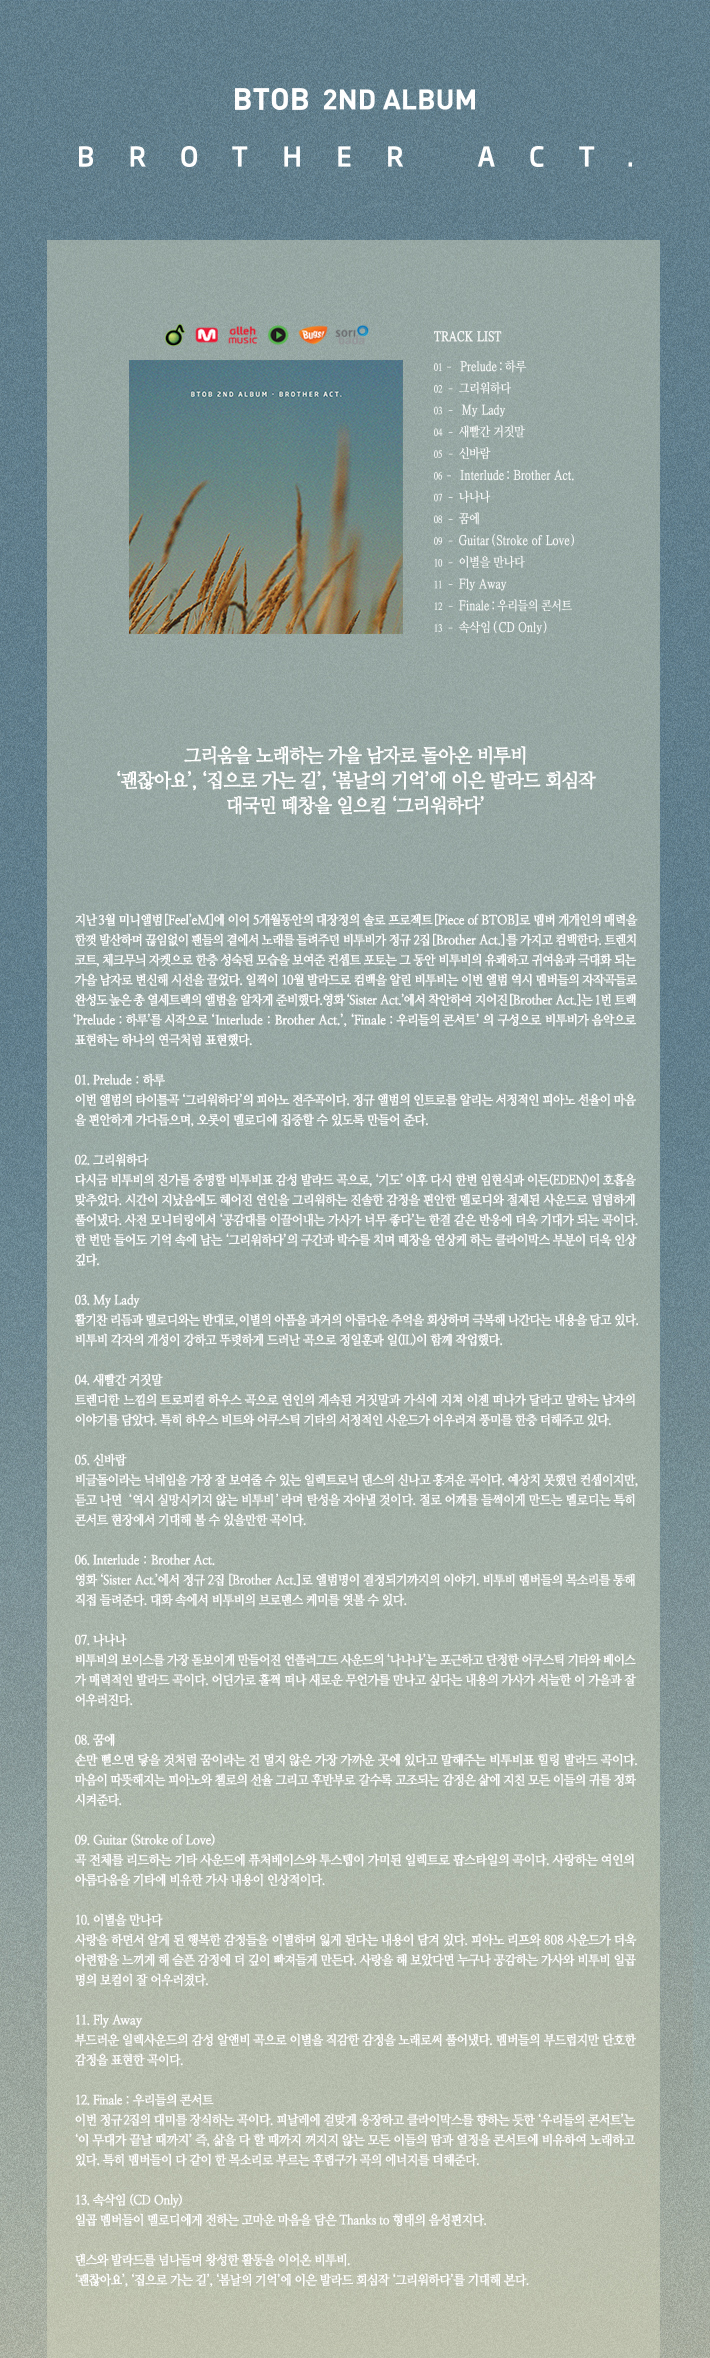 BTOB 2ND ALBUM
BROTHER ACT.
M
olleh
music
Bugs!
sori
BTOB 2ND ALBUM - BROTHER ACT.
TRACK LIST
01 - Prelude : 하루
02 - 그리워하다
03 - My Lady
04 - 새빨간 거짓말
05 - 신바람
06 - Interlude : Brother Act.
07 - 나나나
08 - 꿈에
09 - Guitar (Stroke of Love)
10 - 이별을 만나다
11 - Fly Away
12 - Finale : 우리들의 콘서트
13 - 속삭임 (CD Only)
그리움을 노래하는 가을 남자로 돌아온 비투비
‘괜찮아요’, ‘집으로 가는 길’, ‘봄날의 기억’에 이은 발라드 회심작
대국민 떼창을 일으킬 ‘그리워하다’
지난 3월 미니앨범 [Feel’eM]에 이어 5개월동안의 대장정의 솔로 프로젝트 [Piece of BTOB]로 멤버 개개인의 매력을
한껏 발산하며 끊임없이 팬들의 곁에서 노래를 들려주던 비투비가 정규 2집 [Brother Act.]를 가지고 컴백한다. 트렌치
코트, 체크무늬 자켓으로 한층 성숙된 모습을 보여준 컨셉트 포토는 그 동안 비투비의 유쾌하고 귀여움과 극대화 되는
가을 남자로 변신해 시선을 끌었다. 일찍이 10월 발라드로 컴백을 알린 비투비는 이번 앨범 역시 멤버들의 자작곡들로
완성도 높은 총 열세트랙의 앨범을 알차게 준비했다.영화 ‘Sister Act.’에서 착안하여 지어진 [Brother Act.]는 1번 트랙
‘Prelude : 하루’를 시작으로 ‘Interlude : Brother Act.’, ‘Finale : 우리들의 콘서트’ 의 구성으로 비투비가 음악으로
표현하는 하나의 연극처럼 표현했다.
01. Prelude : 하루
이번 앨범의 타이틀곡 ‘그리워하다’의 피아노 전주곡이다. 정규 앨범의 인트로를 알리는 서정적인 피아노 선율이 마음
을 편안하게 가다듬으며, 오롯이 멜로디에 집중할 수 있도록 만들어 준다.
02. 그리워하다
다시금 비투비의 진가를 증명할 비투비표 감성 발라드 곡으로, ‘기도’ 이후 다시 한번 임현식과 이든(EDEN)이 호흡을
맞추었다. 시간이 지났음에도 헤어진 연인을 그리워하는 진솔한 감정을 편안한 멜로디와 절제된 사운드로 덤덤하게
풀어냈다. 사전 모니터링에서 ‘공감대를 이끌어내는 가사가 너무 좋다’는 한결 같은 반응에 더욱 기대가 되는 곡이다.
한 번만 들어도 기억 속에 남는 ‘그리워하다’의 구간과 박수를 치며 떼창을 연상케 하는 클라이막스 부분이 더욱 인상
깊다.
03. My Lady
활기찬 리듬과 멜로디와는 반대로, 이별의 아픔을 과거의 아름다운 추억을 회상하며 극복해 나간다는 내용을 담고 있다.
비투비 각자의 개성이 강하고 뚜렷하게 드러난 곡으로 정일훈과 일(IL)이 함께 작업했다.
04. 새빨간 거짓말
트렌디한 느낌의 트로피컬 하우스 곡으로 연인의 계속된 거짓말과 가식에 지쳐 이젠 떠나가 달라고 말하는 남자의
이야기를 담았다. 특히 하우스 비트와 어쿠스틱 기타의 서정적인 사운드가 어우러져 풍미를 한층 더해주고 있다.
05. 신바람
비글돌이라는 닉네임을 가장 잘 보여줄 수 있는 일렉트로닉 댄스의 신나고 흥겨운 곡이다. 예상치 못했던 컨셉이지만,
듣고 나면 ‘역시 실망시키지 않는 비투비’ 라며 탄성을 자아낼 것이다. 절로 어깨를 들썩이게 만드는 멜로디는 특히
콘서트 현장에서 기대해 볼 수 있을만한 곡이다.
06. Interlude : Brother Act.
영화 ‘Sister Act.’에서 정규 2집 [Brother Act.]로 앨범명이 결정되기까지의 이야기. 비투비 멤버들의 목소리를 통해
직접 들려준다. 대화 속에서 비투비의 브로맨스 케미를 엿볼 수 있다.
07. 나나나
비투비의 보이스를 가장 돋보이게 만들어진 언플러그드 사운드의 ‘나나나’는 포근하고 단정한 어쿠스틱 기타와 베이스
가 매력적인 발라드 곡이다. 어딘가로 훌쩍 떠나 새로운 무언가를 만나고 싶다는 내용의 가사가 서늘한 이 가을과 잘
어우러진다.
08. 꿈에
손만 뻗으면 닿을 것처럼 꿈이라는 건 멀지 않은 가장 가까운 곳에 있다고 말해주는 비투비표 힐링 발라드 곡이다.
마음이 따뜻해지는 피아노와 첼로의 선율 그리고 후반부로 갈수록 고조되는 감정은 삶에 지친 모든 이들의 귀를 정화
시켜준다.
09. Guitar (Stroke of Love)
곡 전체를 리드하는 기타 사운드에 퓨처베이스와 투스텝이 가미된 일렉트로 팝스타일의 곡이다. 사랑하는 여인의
아름다움을 기타에 비유한 가사 내용이 인상적이다.
10. 이별을 만나다
사랑을 하면서 알게 된 행복한 감정들을 이별하며 잃게 된다는 내용이 담겨 있다. 피아노 리프와 808 사운드가 더욱
아련함을 느끼게 해 슬픈 감정에 더 깊이 빠져들게 만든다. 사랑을 해 보았다면 누구나 공감하는 가사와 비투비 일곱
명의 보컬이 잘 어우러졌다.
11. Fly Away
부드러운 일렉사운드의 감성 알앤비 곡으로 이별을 직감한 감정을 노래로써 풀어냈다. 멤버들의 부드럽지만 단호한
감정을 표현한 곡이다.
12. Finale : 우리들의 콘서트
이번 정규 2집의 대미를 장식하는 곡이다. 피날레에 걸맞게 웅장하고 클라이막스를 향하는 듯한 ‘우리들의 콘서트’는
‘이 무대가 끝날 때까지’ 즉, 삶을 다 할 때까지 꺼지지 않는 모든 이들의 땀과 열정을 콘서트에 비유하여 노래하고
있다. 특히 멤버들이 다 같이 한 목소리로 부르는 후렴구가 곡의 에너지를 더해준다.
13. 속삭임 (CD Only)
일곱 멤버들이 멜로디에게 전하는 고마운 마음을 담은 Thanks to 형태의 음성편지다.
댄스와 발라드를 넘나들며 왕성한 활동을 이어온 비투비.
‘괜찮아요’, ‘집으로 가는 길’, ‘봄날의 기억’에 이은 발라드 회심작 ‘그리워하다’를 기대해 본다.